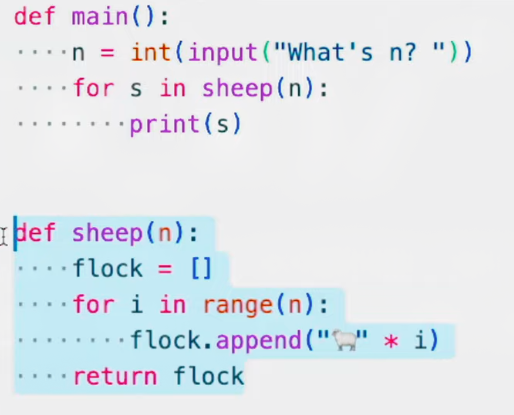 def main():
    n = int(input("What's n? "))
    for s in sheep(n):
        print(s)
def sheep(n):
    flock = []
    for i in range(n):
        flock.append("🐑" * i)
    return flock